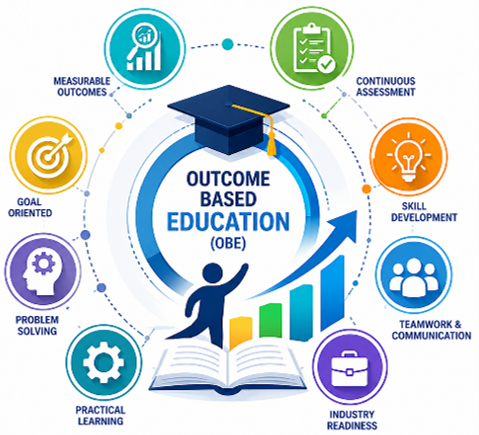 MEASURABLE
OUTCOMES
CONTINUOUS
ASSESSMENT
GOAL
ORIENTED
OUTCOME
BASED
EDUCATION
(OBE)
SKILL
DEVELOPMENT
PROBLEM
SOLVING
TEAMWORK &
COMMUNICATION
PRACTICAL
LEARNING
INDUSTRY
READINESS